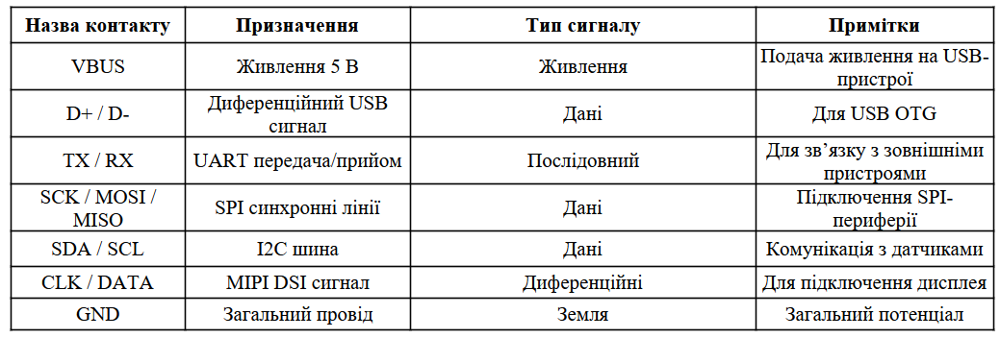 Назва контакту Призначення Тип сигналу Примітки
VBUS Живлення 5 В Живлення Подача живлення на USB-
пристрої
D+ / D- Диференційний USB
сигнал Дані Для USB OTG
TX / RX UART передача/прийом Послідовний Для зв’язку з зовнішніми
пристроями
SCK / MOSI /
MISO SPI синхронні лінії Дані Підключення SPI-
периферії
SDA / SCL I2C шина Дані Комунікація з датчиками
CLK / DATA MIPI DSI сигнал Диференційні Для підключення дисплея
GND Загальний провід Земля Загальний потенціал